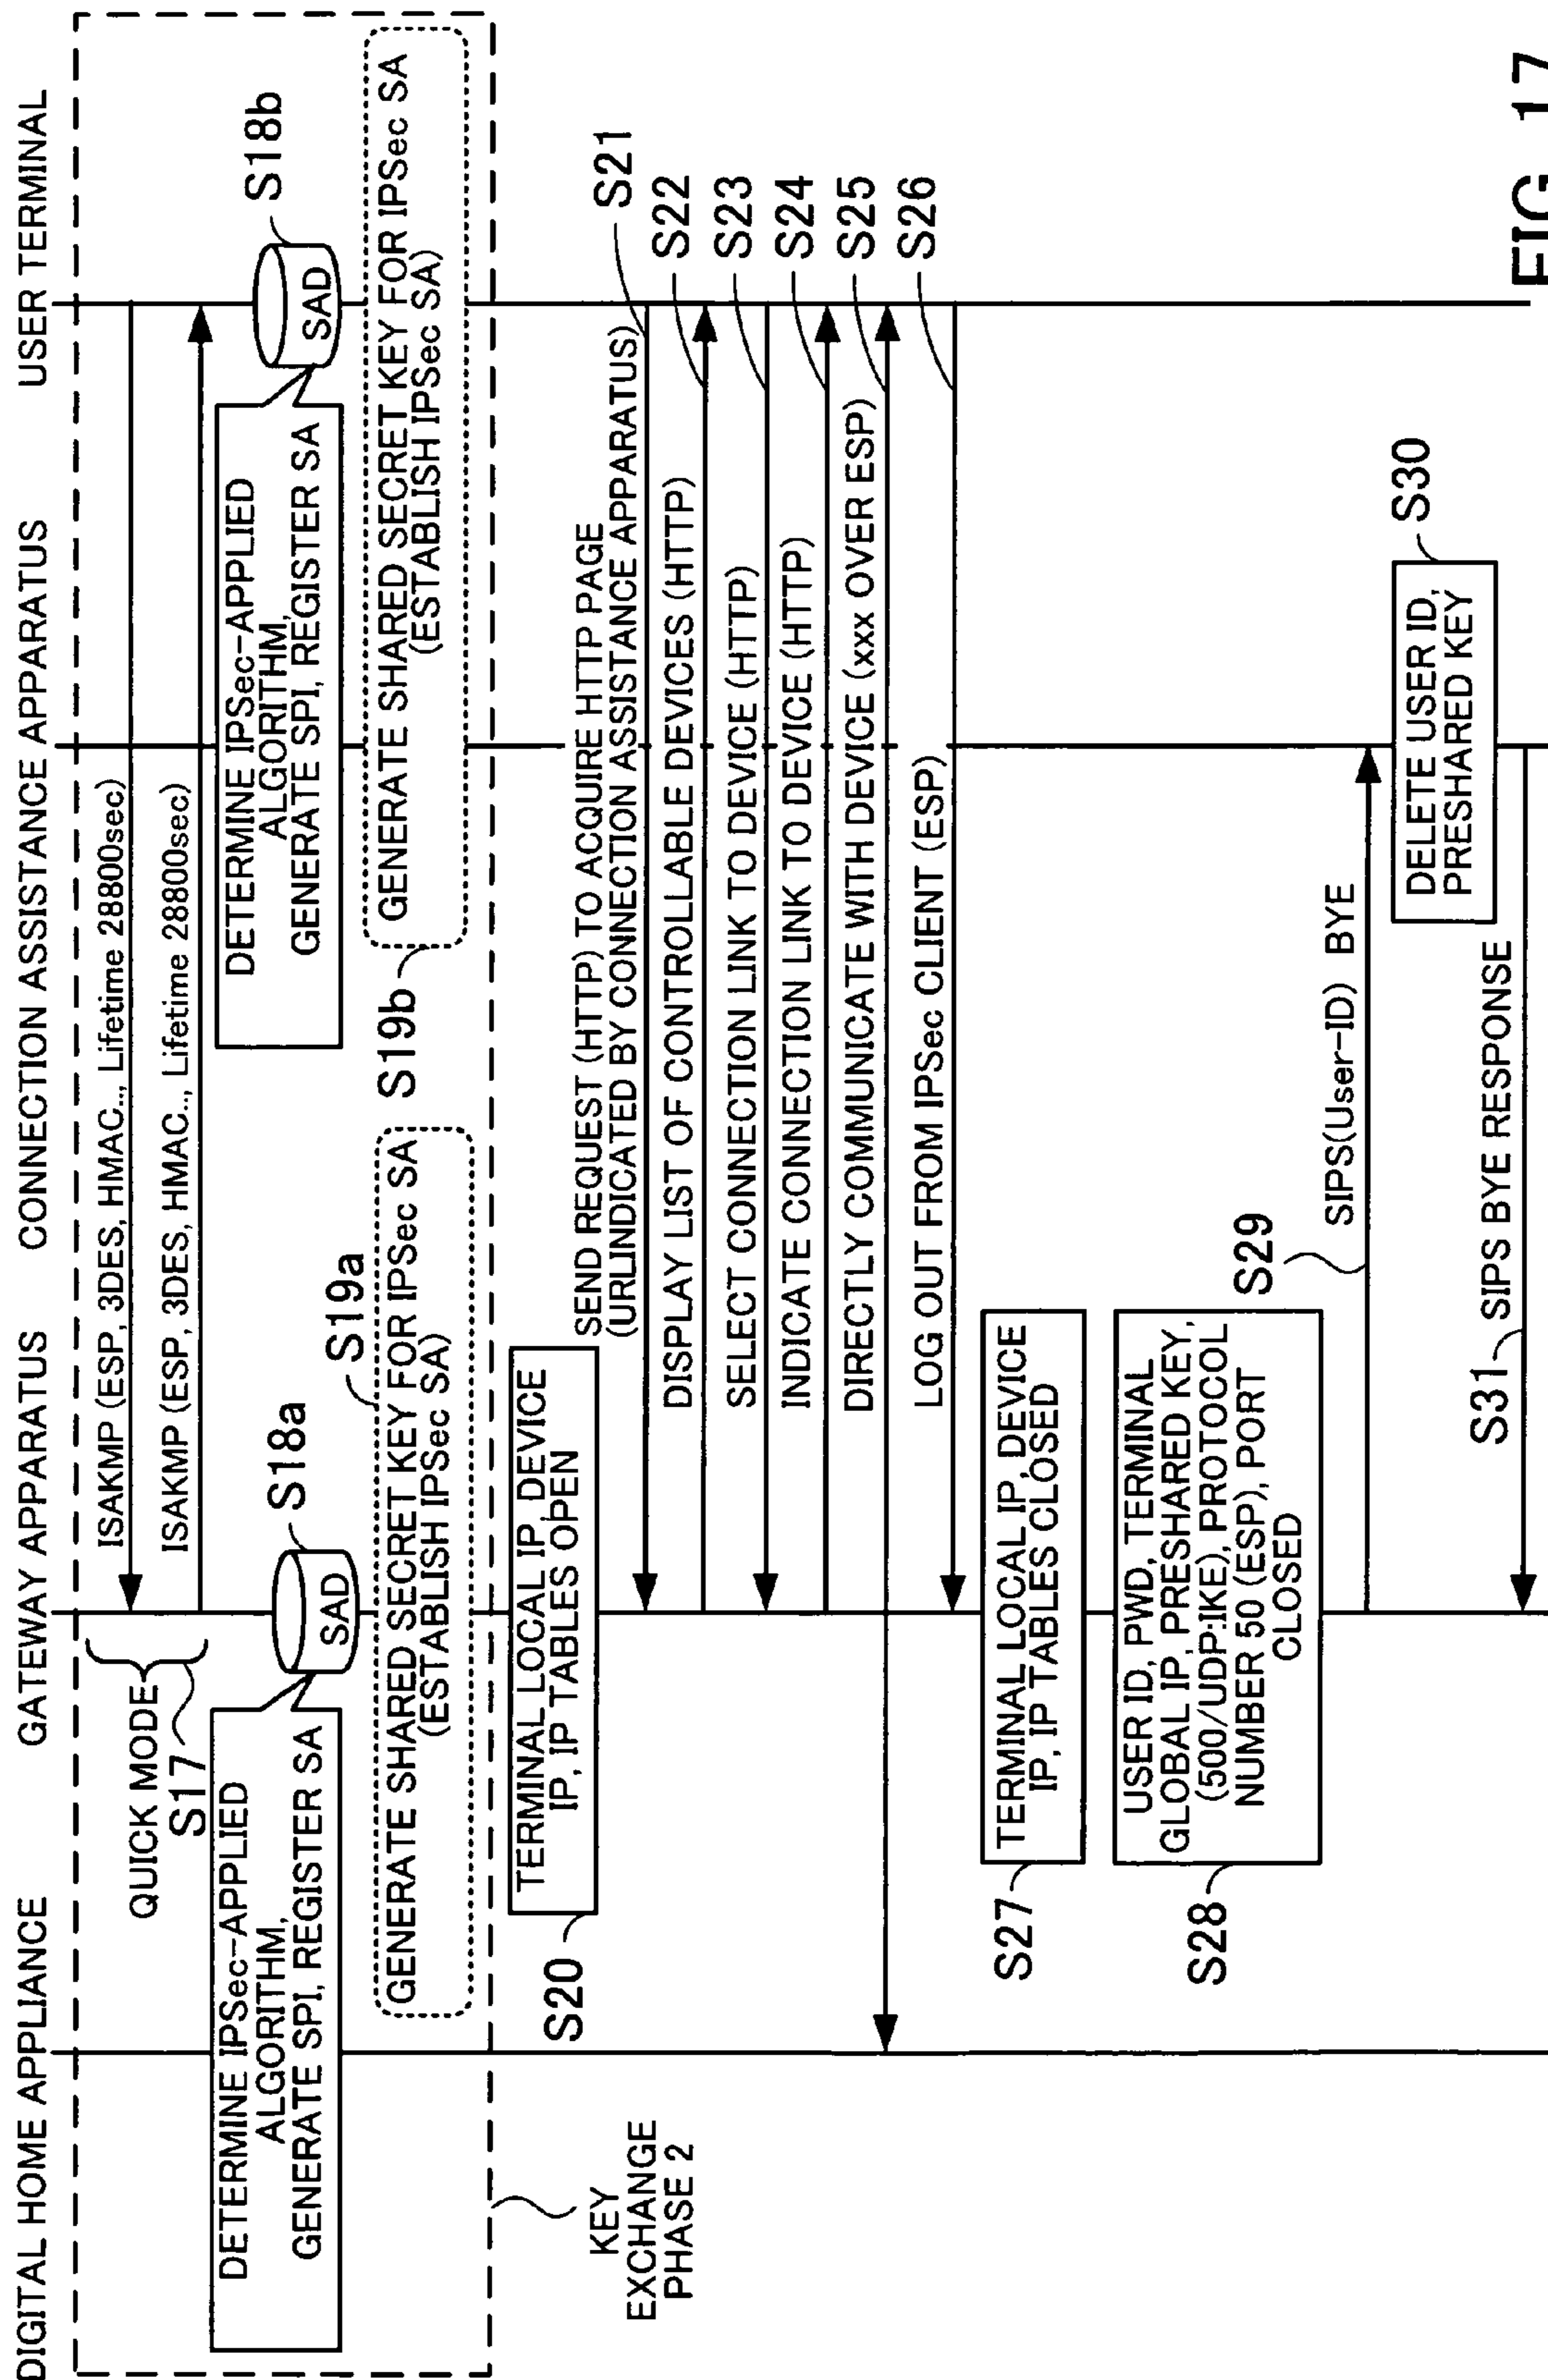 DIGITAL HOME APPLIANCE
GATEWAY APPARATUS
CONNECTION ASSISTANCE APPARATUS
USER TERMINAL
ISAKMP (ESP, 3DES, HMAC..., Lifetime 28800sec)
QUICK MODE
S17
ISAKMP (ESP, 3DES, HMAC.., Lifetime 28800sec)
DETERMINE IPSec-APPLIED
ALGORITHM,
GENERATE SPI, REGISTER SA
SAD
S18a
DETERMINE IPSec-APPLIED
ALGORITHM,
GENERATE SPI, REGISTER SA
SAD
S18b
GENERATE SHARED SECRET KEY FOR IPSec SA
(ESTABLISH IPSec SA)
S19a
GENERATE SHARED SECRET KEY FOR IPSec SA
(ESTABLISH IPSec SA)
S19b
KEY
EXCHANGE
PHASE 2
TERMINAL LOCAL IP, DEVICE
IP, IP TABLES OPEN
S20
SEND REQUEST (HTTP) TO ACQUIRE HTTP PAGE
(URLINDICATED BY CONNECTION ASSISTANCE APPARATUS)
S21
DISPLAY LIST OF CONTROLLABLE DEVICES (HTTP)
S22
SELECT CONNECTION LINK TO DEVICE (HTTP)
S23
INDICATE CONNECTION LINK TO DEVICE (HTTP)
S24
DIRECTLY COMMUNICATE WITH DEVICE (xxx OVER ESP)
S25
LOG OUT FROM IPSec CLIENT (ESP)
S26
TERMINAL LOCAL IP, DEVICE
IP, IP TABLES CLOSED
S27
USER ID, PWD, TERMINAL
GLOBAL IP, PRESHARED KEY,
(500/UDP:IKE), PROTOCOL
NUMBER 50 (ESP), PORT
CLOSED
S28
S29
SIPS(User-ID) BYE
DELETE USER ID,
PRESHARED KEY
S30
S31
SIPS BYE RESPONSE
FIG. 17